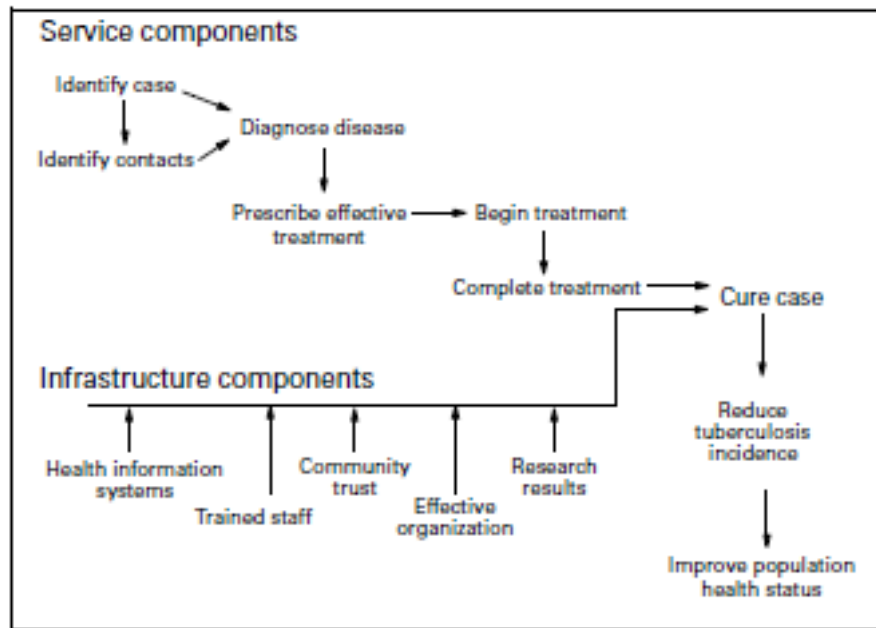 Service components
Identify case
Diagnose disease
Identify contacts
Prescribe effective
treatment
Begin treatment
Complete treatment
Cure case
Infrastructure components
Reduce
tuberculosis
incidence
Health information
systems
Trained staff
Community
trust
Effective
organization
Research
results
Improve population
health status